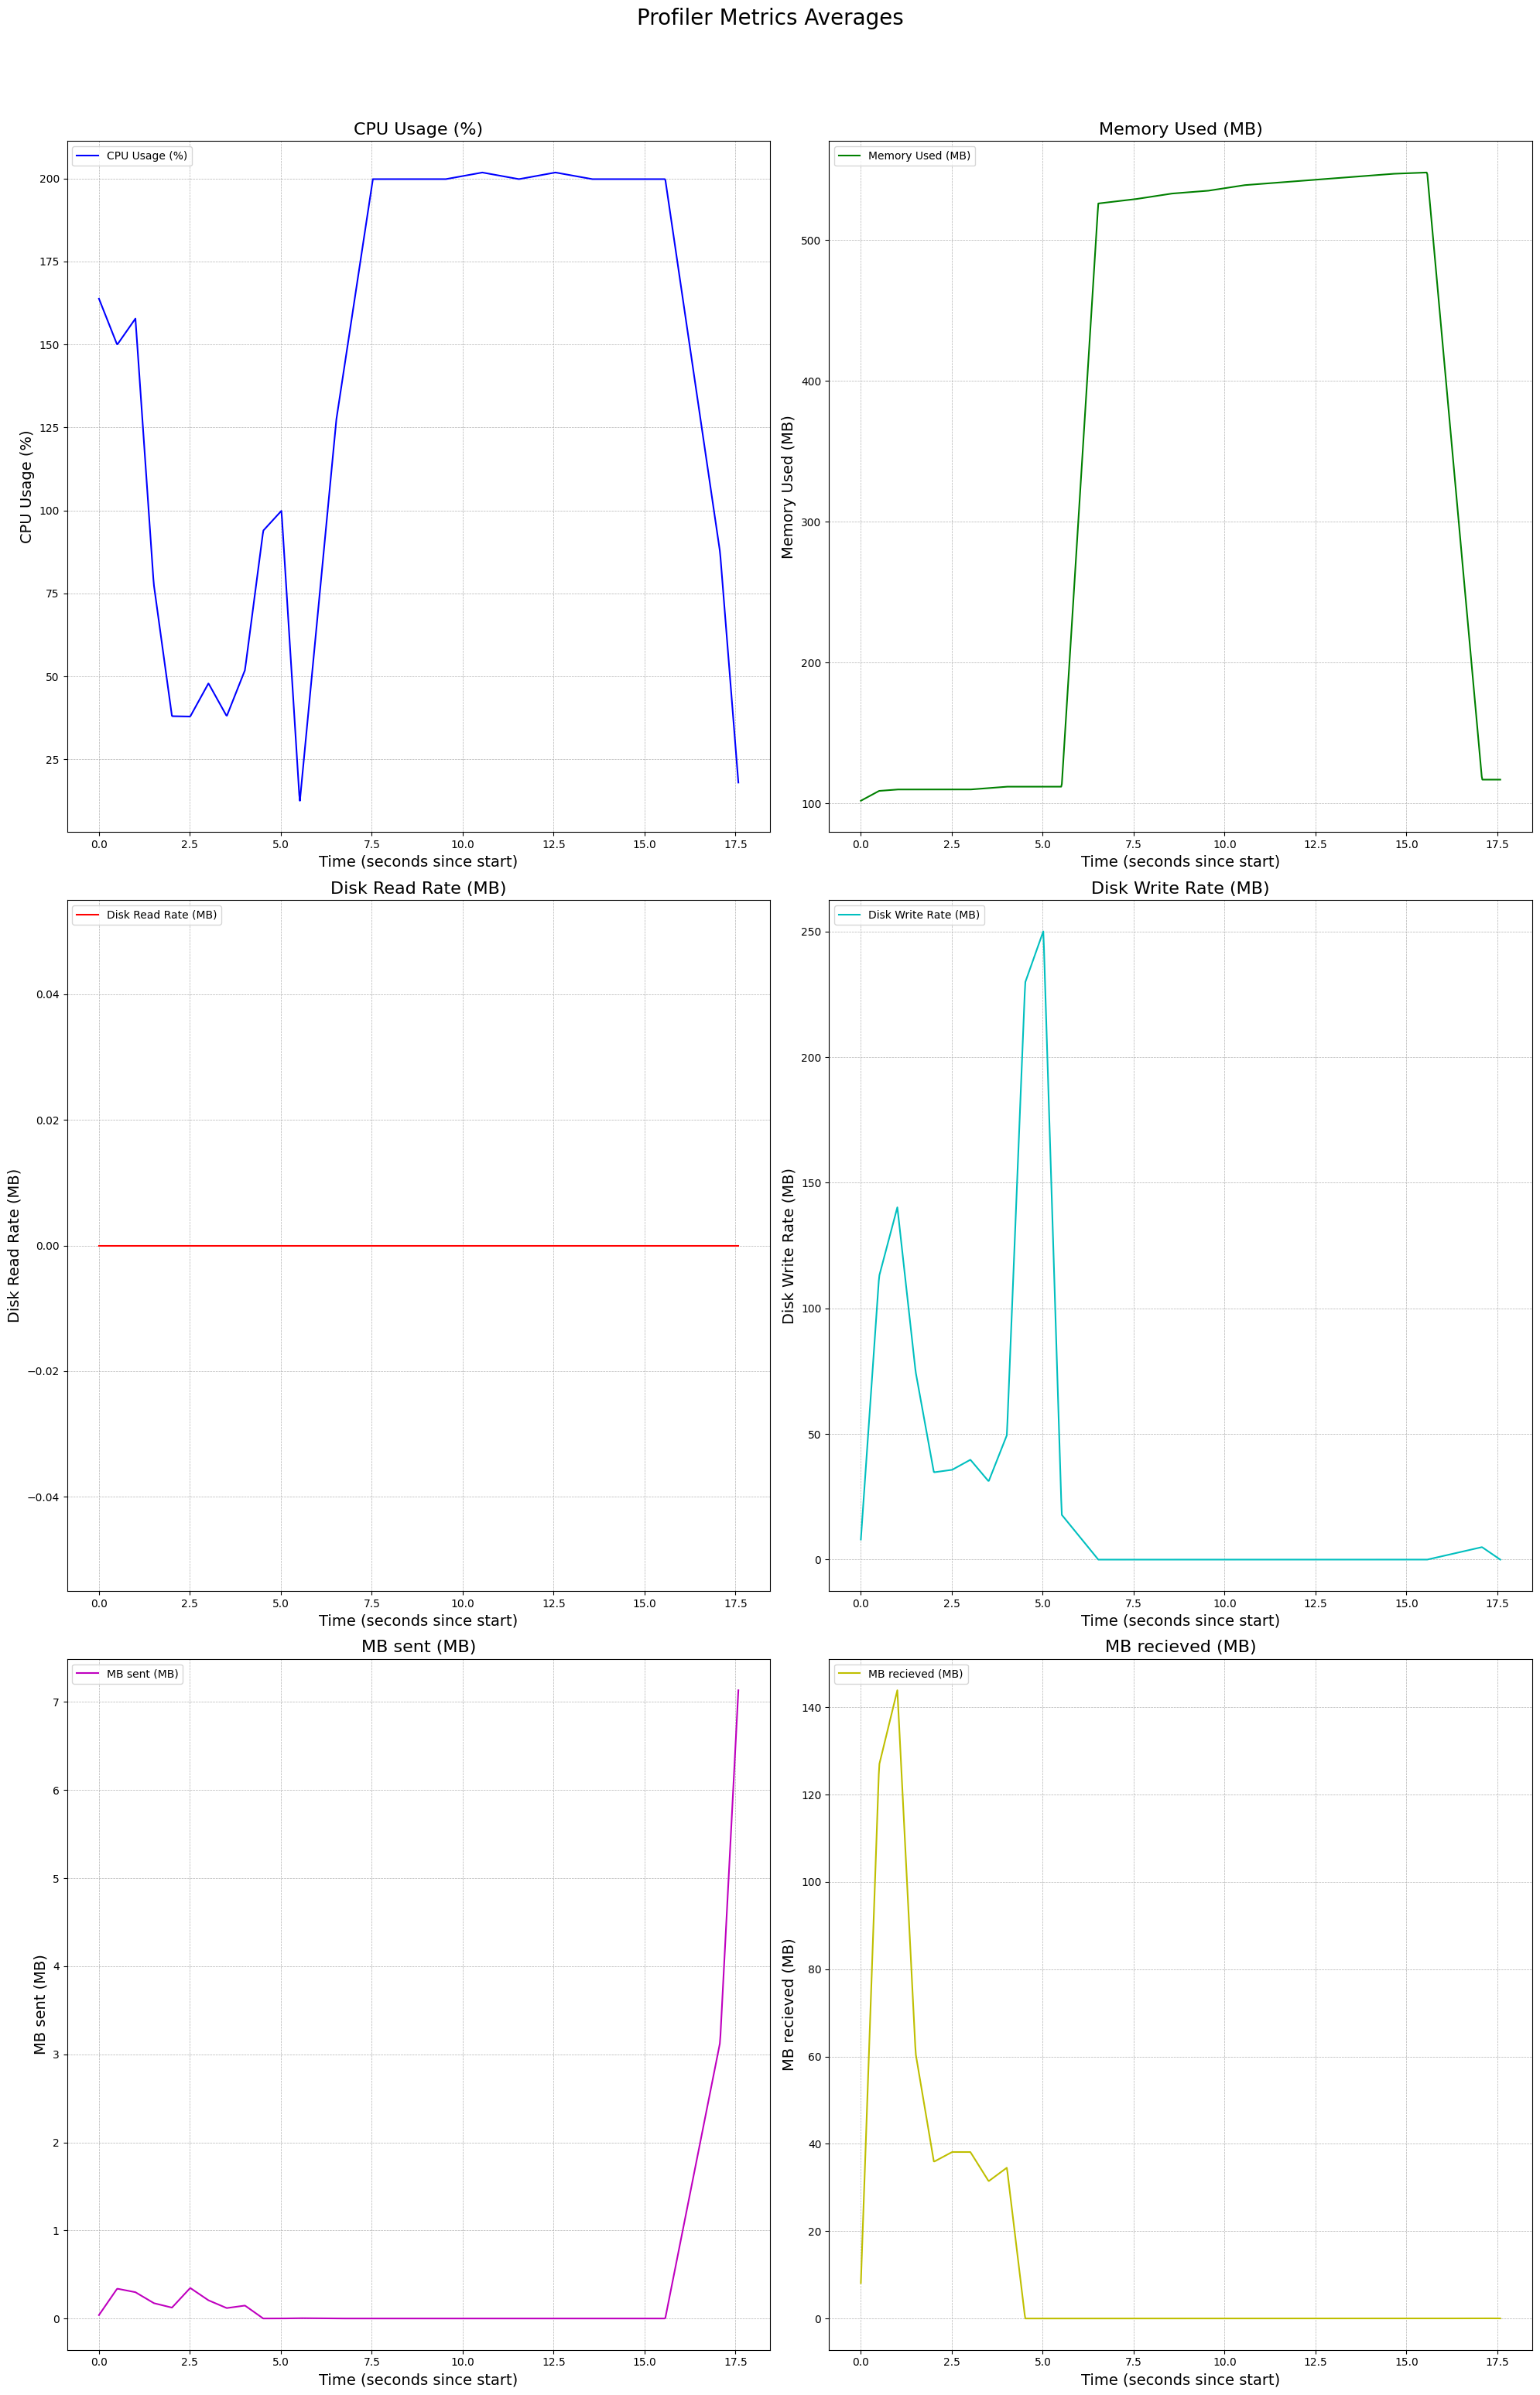 Profiler Metrics Averages
CPU Usage (%)
CPU Usage (%)
CPU Usage (%)
200
175
150
125
100
75
50
25
0.0 2.5 5.0 7.5 10.0 12.5 15.0 17.5
Time (seconds since start)
Memory Used (MB)
Memory Used (MB)
Memory Used (MB)
500
400
300
200
100
0.0 2.5 5.0 7.5 10.0 12.5 15.0 17.5
Time (seconds since start)
Disk Read Rate (MB)
Disk Read Rate (MB)
Disk Read Rate (MB)
0.04
0.02
0.00
−0.02
−0.04
0.0 2.5 5.0 7.5 10.0 12.5 15.0 17.5
Time (seconds since start)
Disk Write Rate (MB)
Disk Write Rate (MB)
Disk Write Rate (MB)
250
200
150
100
50
0
0.0 2.5 5.0 7.5 10.0 12.5 15.0 17.5
Time (seconds since start)
MB sent (MB)
MB sent (MB)
MB sent (MB)
7
6
5
4
3
2
1
0
0.0 2.5 5.0 7.5 10.0 12.5 15.0 17.5
Time (seconds since start)
MB recieved (MB)
MB recieved (MB)
MB recieved (MB)
140
120
100
80
60
40
20
0
0.0 2.5 5.0 7.5 10.0 12.5 15.0 17.5
Time (seconds since start)